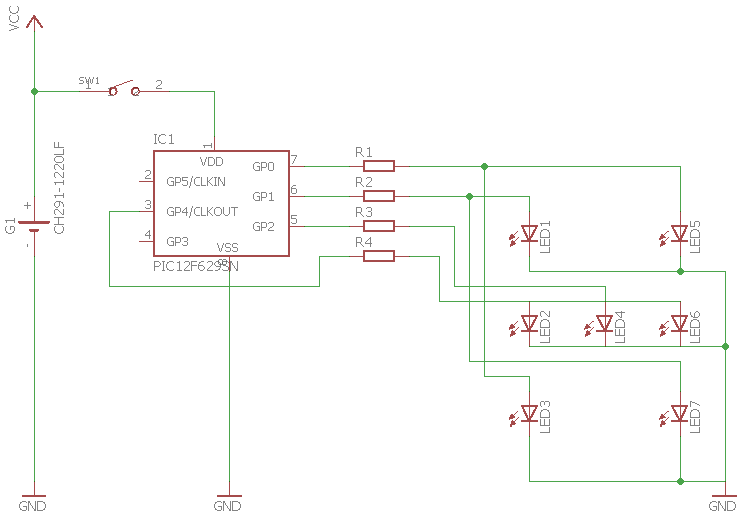 VCC
SW1
1
2
IC1
1
VDD
2
GP5/CLKIN
3
GP4/CLKOUT
4
GP3
GP0
7
GP1
6
GP2
5
VSS
8
PIC12F629SN
G1
+
-
CH291-1220LF
R1
R2
R3
R4
LED1
LED5
LED2
LED4
LED6
LED3
LED7
GND
GND
GND